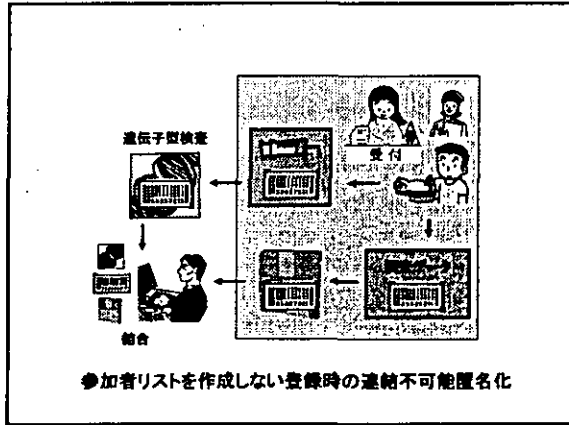 受付
遺伝子型検査
結合
参加者リストを作成しない登録時の連結不可能匿名化